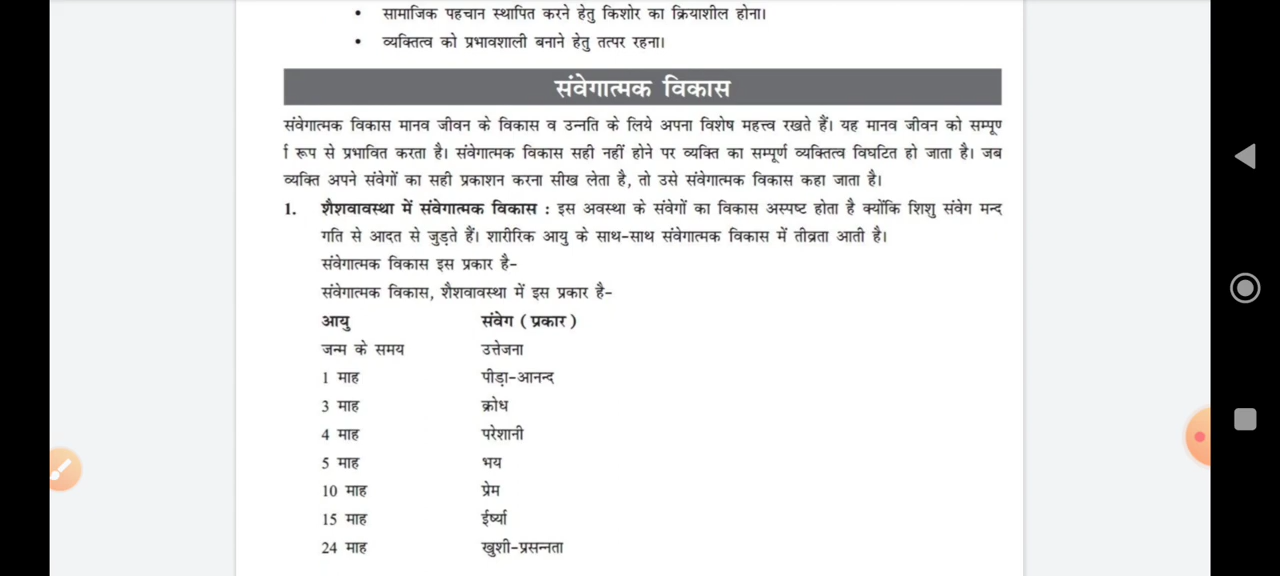 • सामाजिक पहचान स्थापित करने हेतु किशोर का क्रियाशील होना।
• व्यक्तित्व को प्रभावशाली बनाने हेतु तत्पर रहना।
संवेगात्मक विकास
संवेगात्मक विकास मानव जीवन के विकास व उन्नति के लिये अपना विशेष महत्त्व रखते हैं। यह मानव जीवन को सम्पूण
र् रूप से प्रभावित करता है। संवेगात्मक विकास सही नहीं होने पर व्यक्ति का सम्पूर्ण व्यक्तित्व विघटित हो जाता है। जब
व्यक्ति अपने संवेगों का सही प्रकाशन करना सीख लेता है, तो उसे संवेगात्मक विकास कहा जाता है।
1. शैशवावस्था में संवेगात्मक विकास : इस अवस्था के संवेगों का विकास अस्पष्ट होता है क्योंकि शिशु संवेग मन्द
गति से आदत से जुड़ते हैं। शारीरिक आयु के साथ-साथ संवेगात्मक विकास में तीव्रता आती है।
संवेगात्मक विकास इस प्रकार है-
संवेगात्मक विकास, शैशवावस्था में इस प्रकार है-
आयु संवेग (प्रकार)
जन्म के समय उत्तेजना
1 माह पीड़ा-आनन्द
3 माह क्रोध
4 माह परेशानी
5 माह भय
10 माह प्रेम
15 माह ईर्ष्या
24 माह खुशी-प्रसन्नता